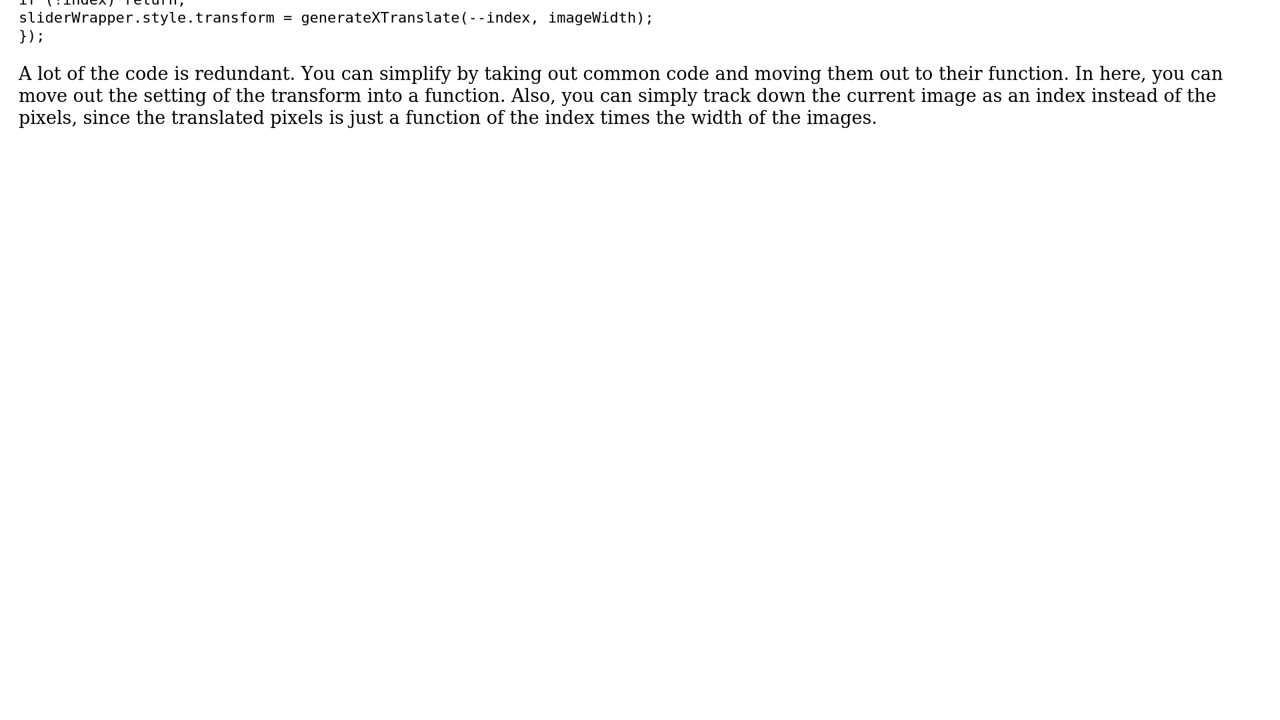 if (!index) return;
sliderWrapper.style.transform = generateXTranslate(--index, imageWidth);
});
A lot of the code is redundant. You can simplify by taking out common code and moving them out to their function. In here, you can
move out the setting of the transform into a function. Also, you can simply track down the current image as an index instead of the
pixels, since the translated pixels is just a function of the index times the width of the images.